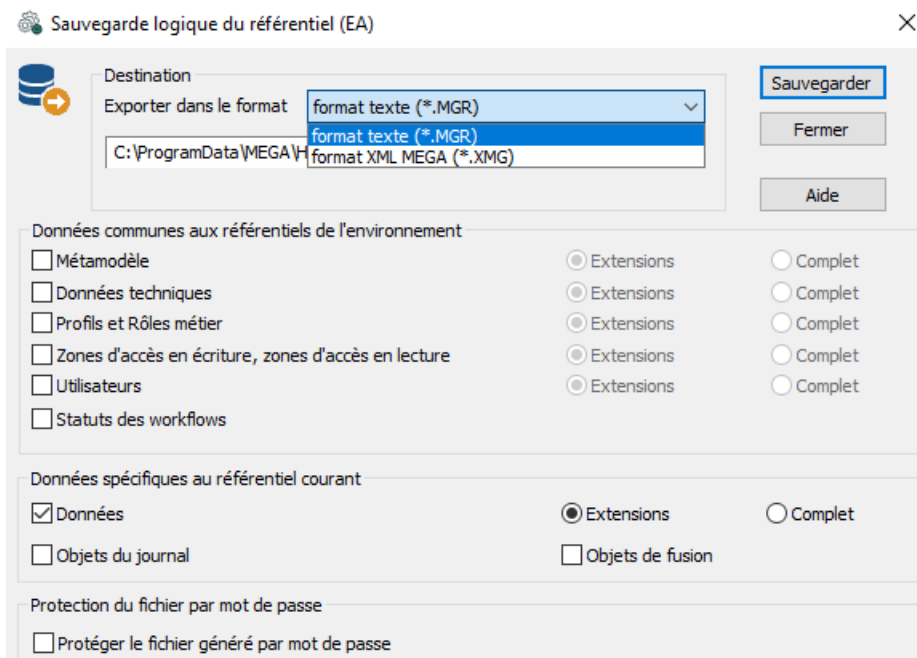 Sauvegarde logique du référentiel (EA)
Destination
Exporter dans le format format texte (*.MGR)
format texte (*.MGR)
format XML MEGA (*.XMG)
C:\ProgramData\MEGA\H
Sauvegarder
Fermer
Aide
Données communes aux référentiels de l'environnement
Métamodèle Extensions Complet
Données techniques Extensions Complet
Profils et Rôles métier Extensions Complet
Zones d'accès en écriture, zones d'accès en lecture Extensions Complet
Utilisateurs Extensions Complet
Statuts des workflows
Données spécifiques au référentiel courant
Données Extensions Complet
Objets du journal Objets de fusion
Protection du fichier par mot de passe
Protéger le fichier généré par mot de passe